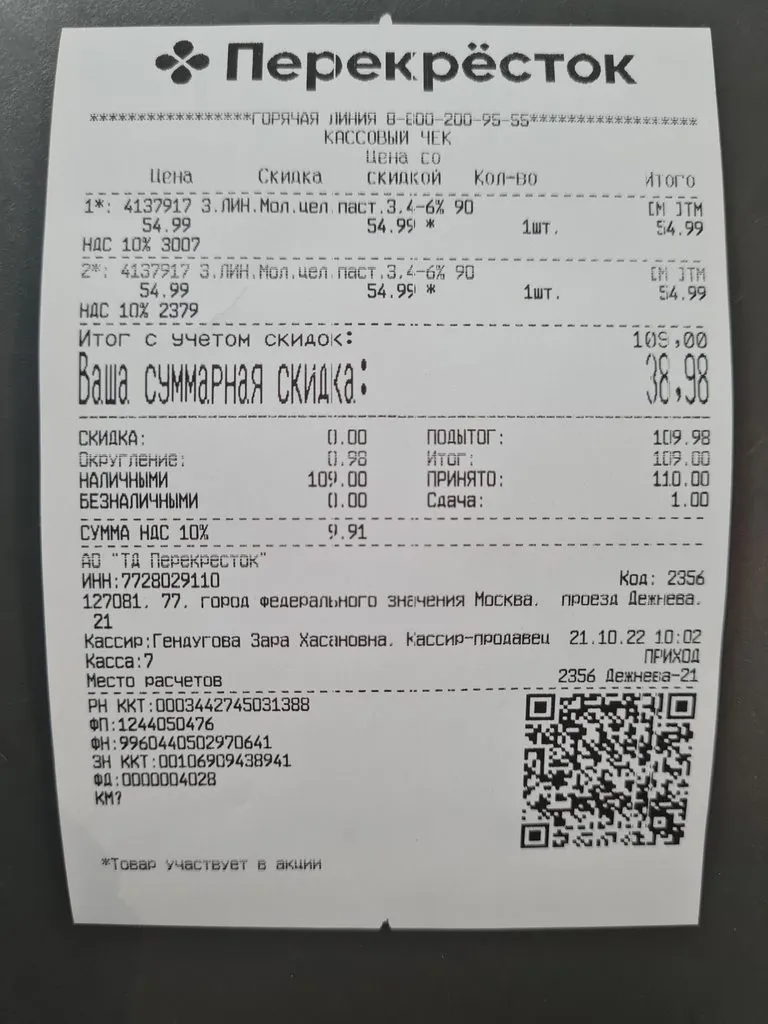 Перекрёсток
*****************ГОРЯЧАЯ ЛИНИЯ 8-800-200-95-55******************
КАССОВЫЙ ЧЕК
Цена Скидка Цена со скидкой Кол-во Итого
1*: 4137917 З.ЛИН.Мол.цел.паст.3,4-6% 90 [М]ТМ
54.99 54.99 * 1шт. 54.99
НДС 10% 3007
2*: 4137917 З.ЛИН.Мол.цел.паст.3,4-6% 90 [М]ТМ
54.99 54.99 * 1шт. 54.99
НДС 10% 2379
Итог с учетом скидок: 109,00
Ваша суммарная скидка: 38,98
СКИДКА: 0.00 ПОДЫТОГ: 109.98
Округление: 0.98 Итог: 109.00
НАЛИЧНЫМИ 109.00 ПРИНЯТО: 110.00
БЕЗНАЛИЧНЫМИ 0.00 Сдача: 1.00
СУММА НДС 10% 9.91
АО "ТД Перекресток"
ИНН:7728029110 Код: 2356
127081, 77, город федерального значения Москва, проезд Дежнева,
21
Кассир:Гендугова Зара Хасановна, Кассир-продавец 21.10.22 10:02
Касса:7 ПРИХОД
Место расчетов 2356 Дежнева-21
РН ККТ:0003442745031388
ФП:1244050476
ФН:9960440502970641
ЗН ККТ:00106909438941
ФД:0000004028
КМ?
*Товар участвует в акции